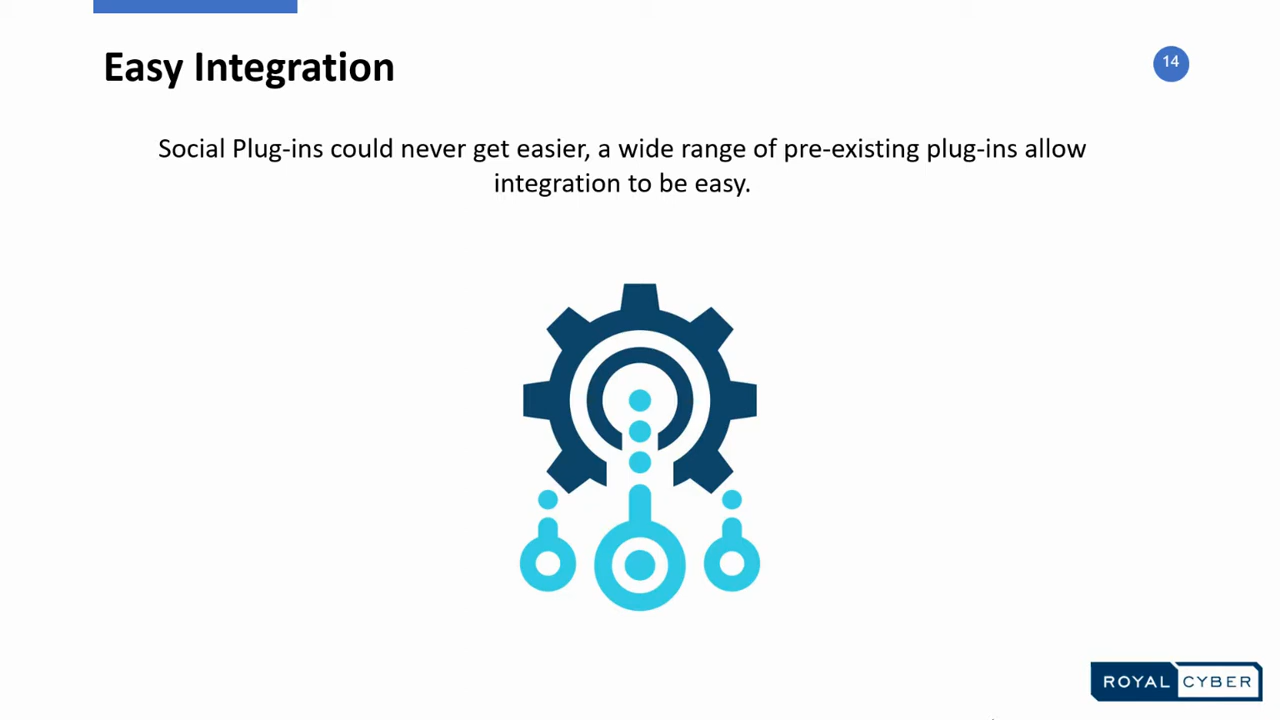 Easy Integration
14
Social Plug-ins could never get easier, a wide range of pre-existing plug-ins allow
integration to be easy.
ROYAL CYBER